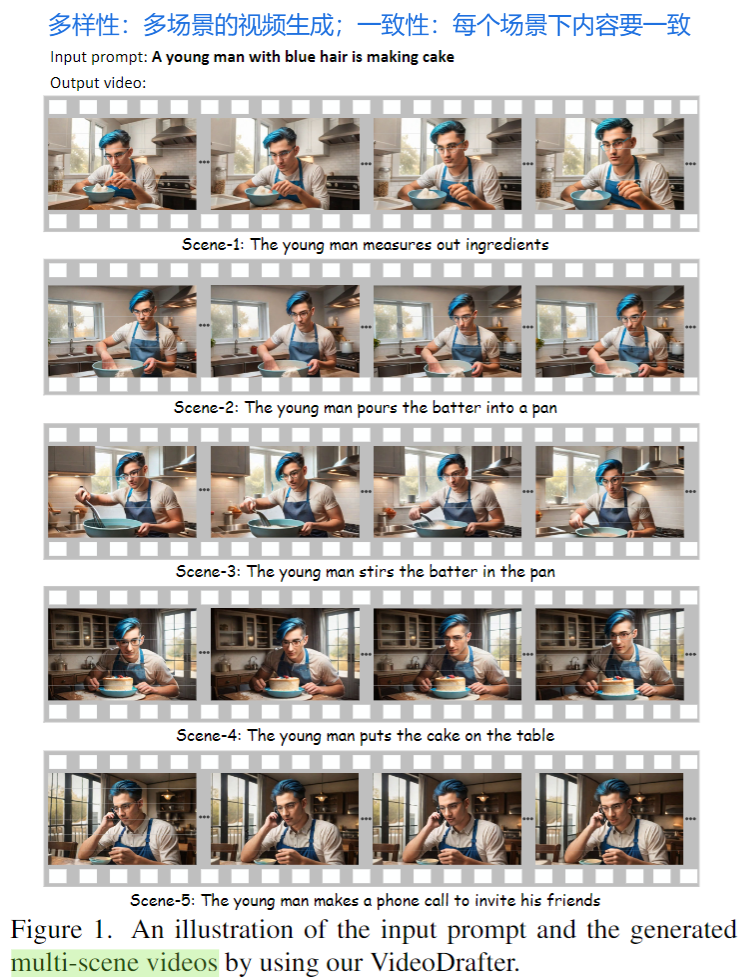 多样性：多场景的视频生成；一致性：每个场景下内容要一致
Input prompt: A young man with blue hair is making cake
Output video:
Scene-1: The young man measures out ingredients
Scene-2: The young man pours the batter into a pan
Scene-3: The young man stirs the batter in the pan
Scene-4: The young man puts the cake on the table
Scene-5: The young man makes a phone call to invite his friends
Figure 1. An illustration of the input prompt and the generated
multi-scene videos by using our VideoDrafter.